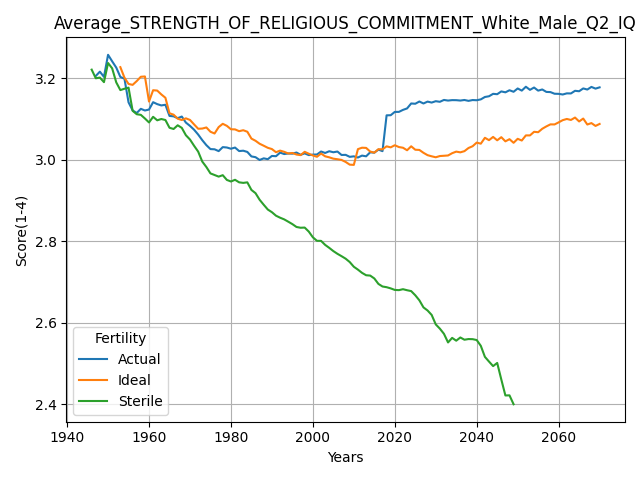 Average_STRENGTH_OF_RELIGIOUS_COMMITMENT_White_Male_Q2_IQ
Score(1-4)
3.2
3.0
2.8
2.6
2.4
Fertility
Actual
Ideal
Sterile
1940 1960 1980 2000 2020 2040 2060
Years